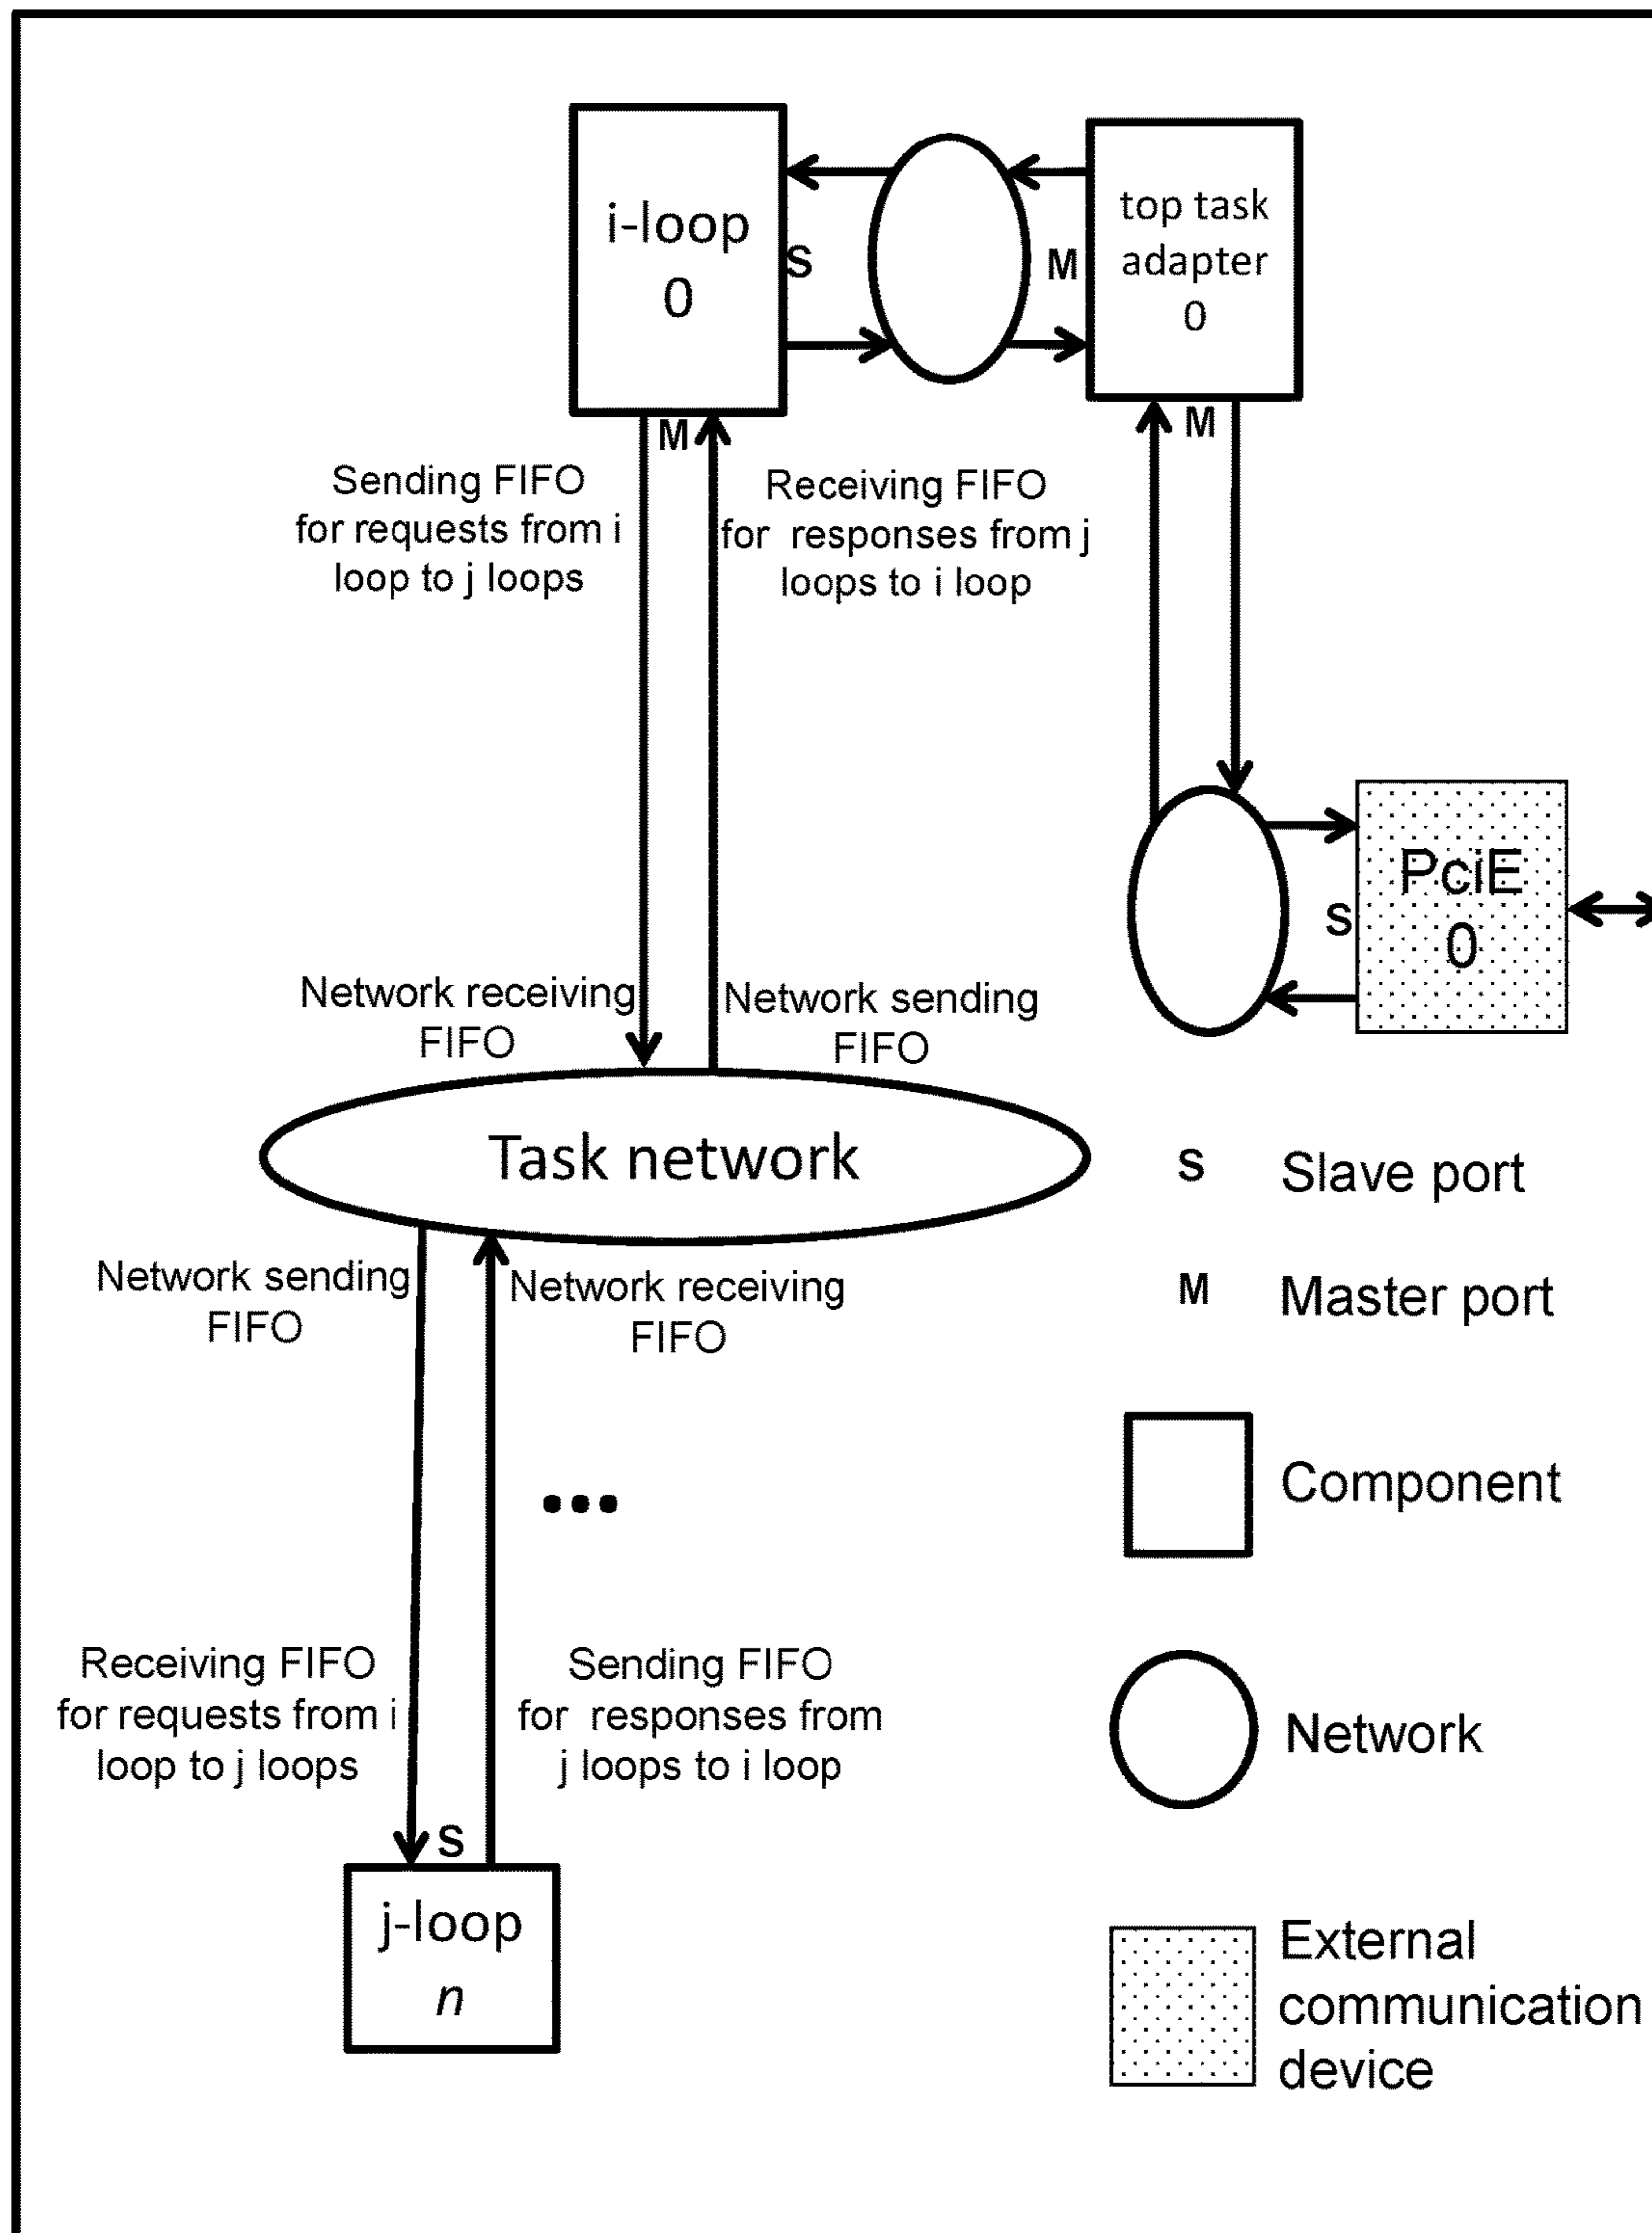 i-loop
0
S
M
top task
adapter
0
M
M
Sending FIFO
for requests from i
loop to j loops
Receiving FIFO
for responses from j
loops to i loop
PciE
0
S
Network receiving
FIFO
Network sending
FIFO
Task network
S Slave port
Network sending
FIFO
Network receiving
FIFO
M Master port
...
Component
Receiving FIFO
for requests from i
loop to j loops
Sending FIFO
for responses from
j loops to i loop
Network
S
j-loop
n
External
communication
device